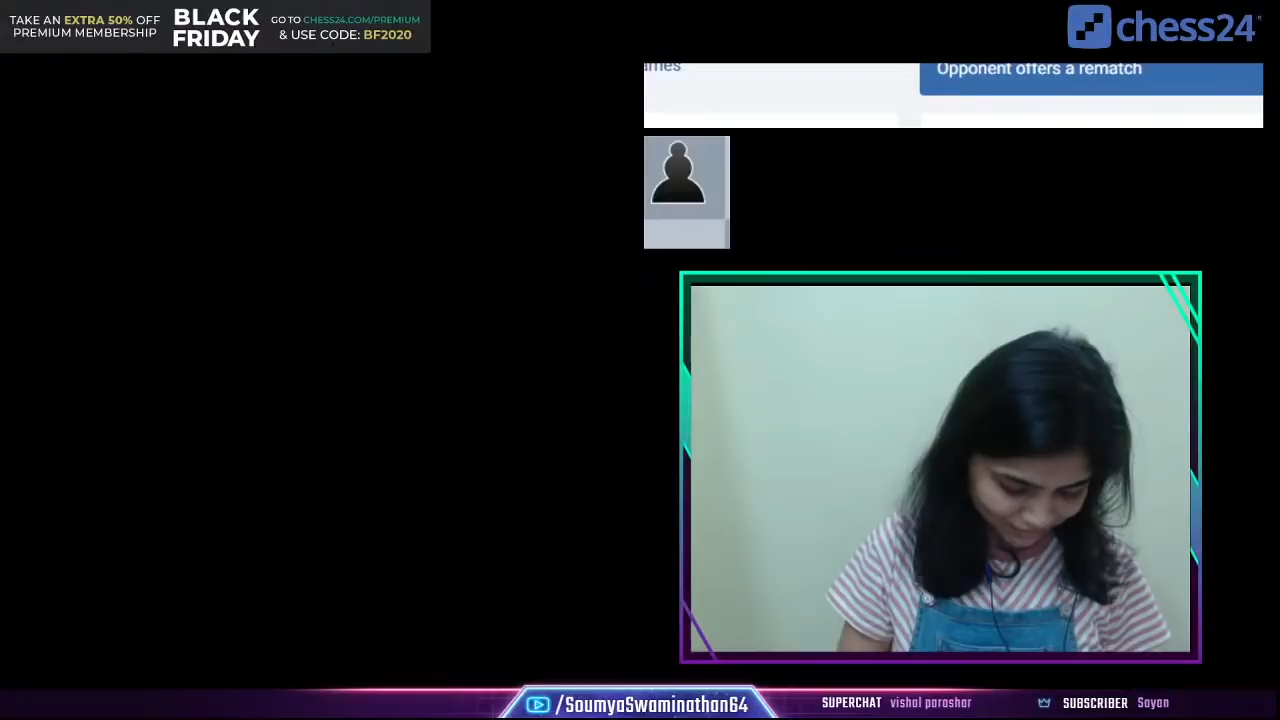 TAKE AN EXTRA 50% OFF
PREMIUM MEMBERSHIP
BLACK
FRIDAY
GO TO CHESS24.COM/PREMIUM
& USE CODE: BF2020
chess24
Opponent offers a rematch
/SoumyaSwaminathan64
SUPERCHAT vishal parashar
SUBSCRIBER Sayan